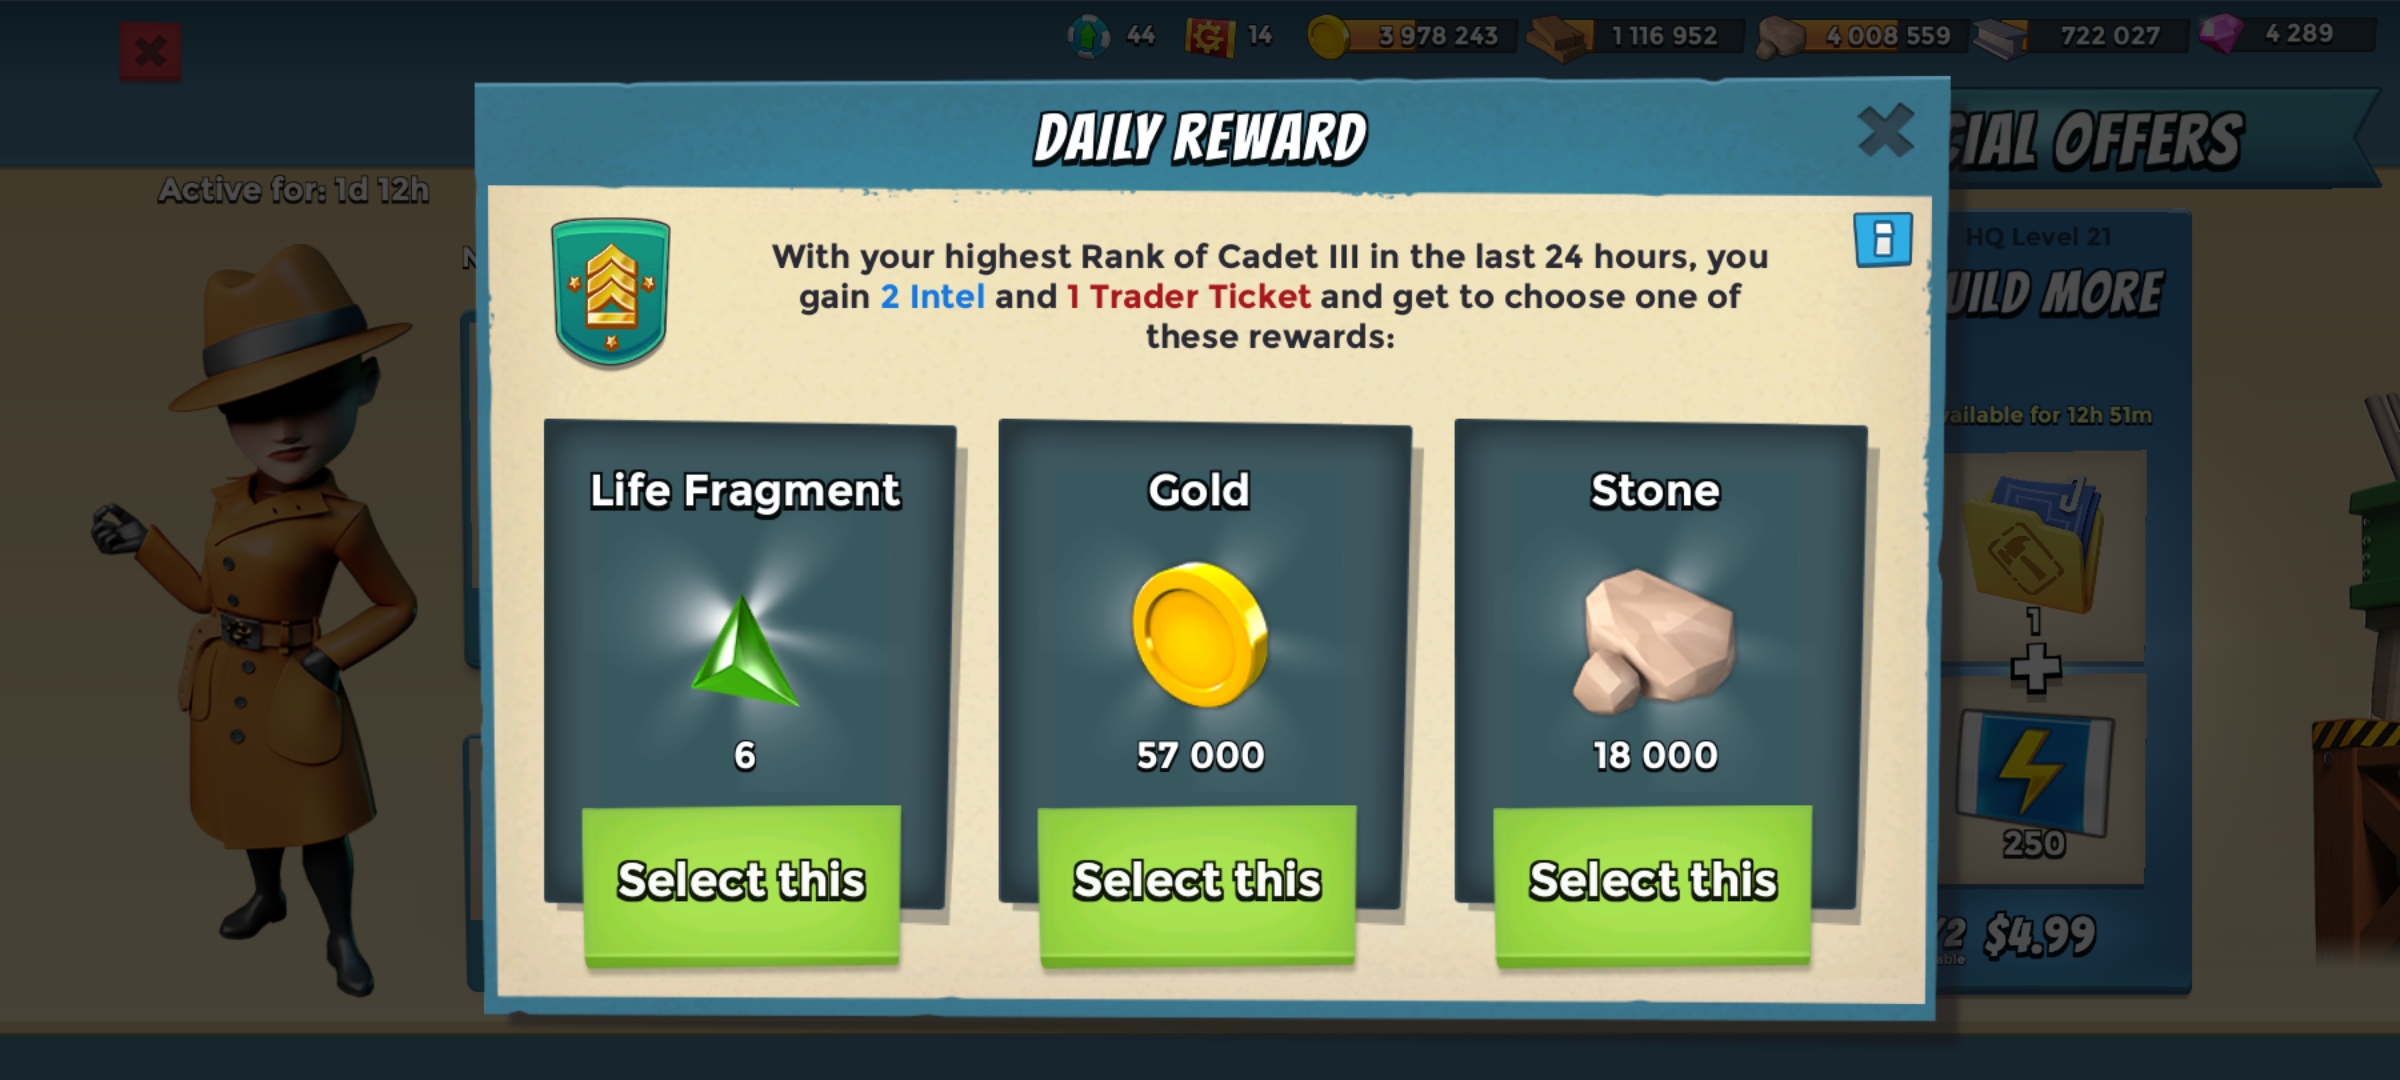 44
14
3 978 243
1 116 952
4 008 559
722 027
4 289
DAILY REWARD
OFFERS
Active for: 1d 12h
With your highest Rank of Cadet III in the last 24 hours, you
gain 2 Intel and 1 Trader Ticket and get to choose one of
these rewards:
HQ Level 21
MORE
for 12h 51m
Life Fragment
6
Select this
Gold
57 000
Select this
Stone
18 000
Select this
1
250
$4.99